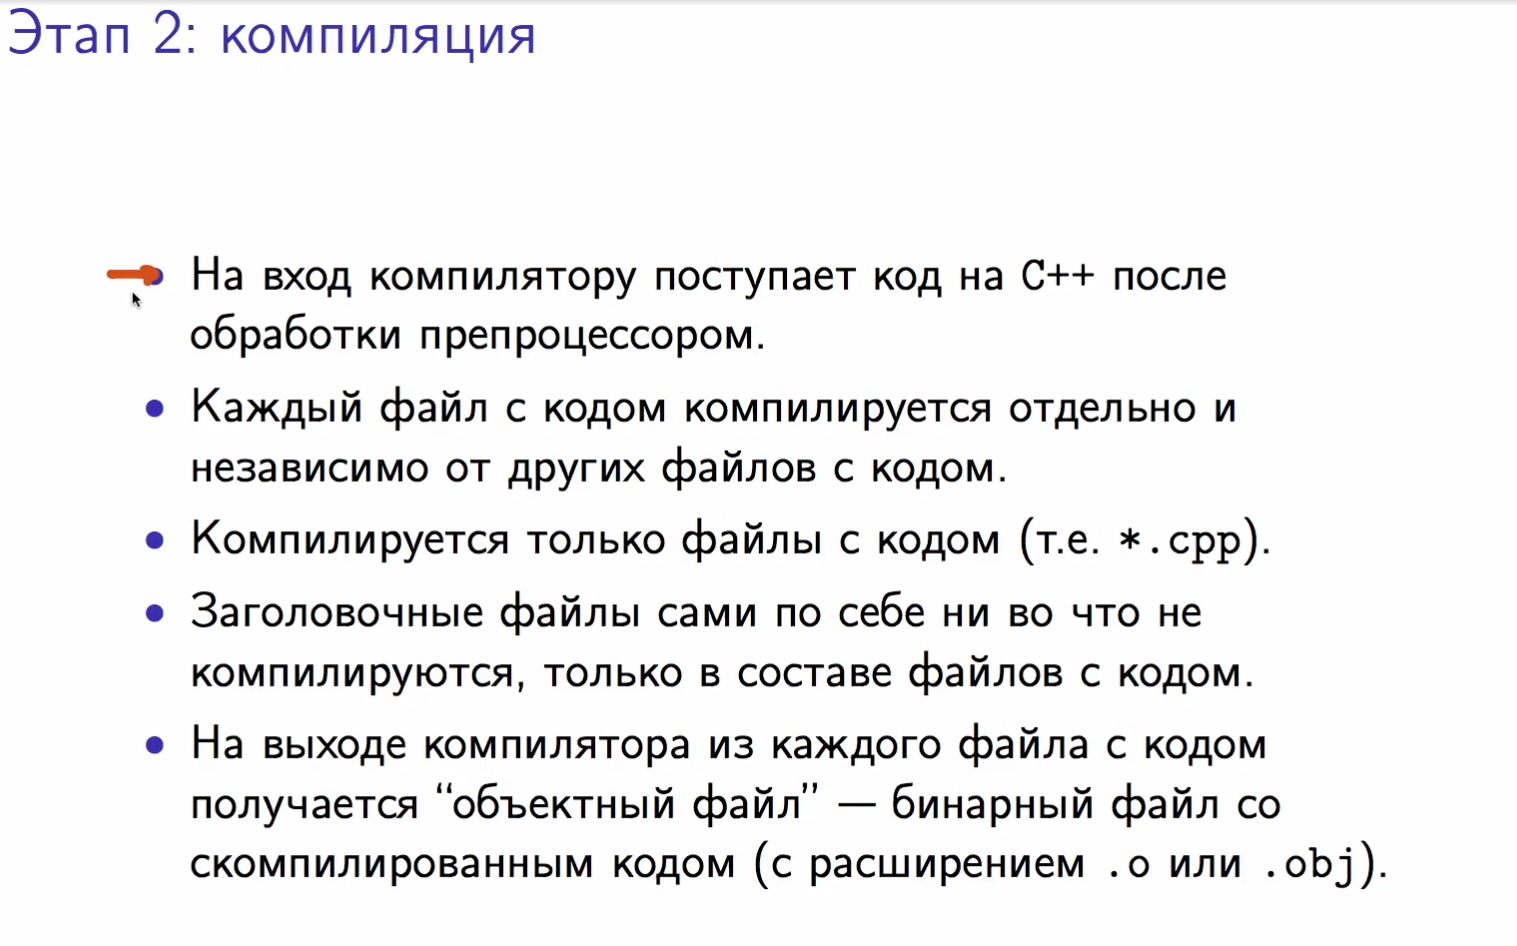 Этап 2: компиляция
• На вход компилятору поступает код на C++ после
обработки препроцессором.
• Каждый файл с кодом компилируется отдельно и
независимо от других файлов с кодом.
• Компилируется только файлы с кодом (т.е. *.cpp).
• Заголовочные файлы сами по себе ни во что не
компилируются, только в составе файлов с кодом.
• На выходе компилятора из каждого файла с кодом
получается “объектный файл” — бинарный файл со
скомпилированным кодом (с расширением .o или .obj).